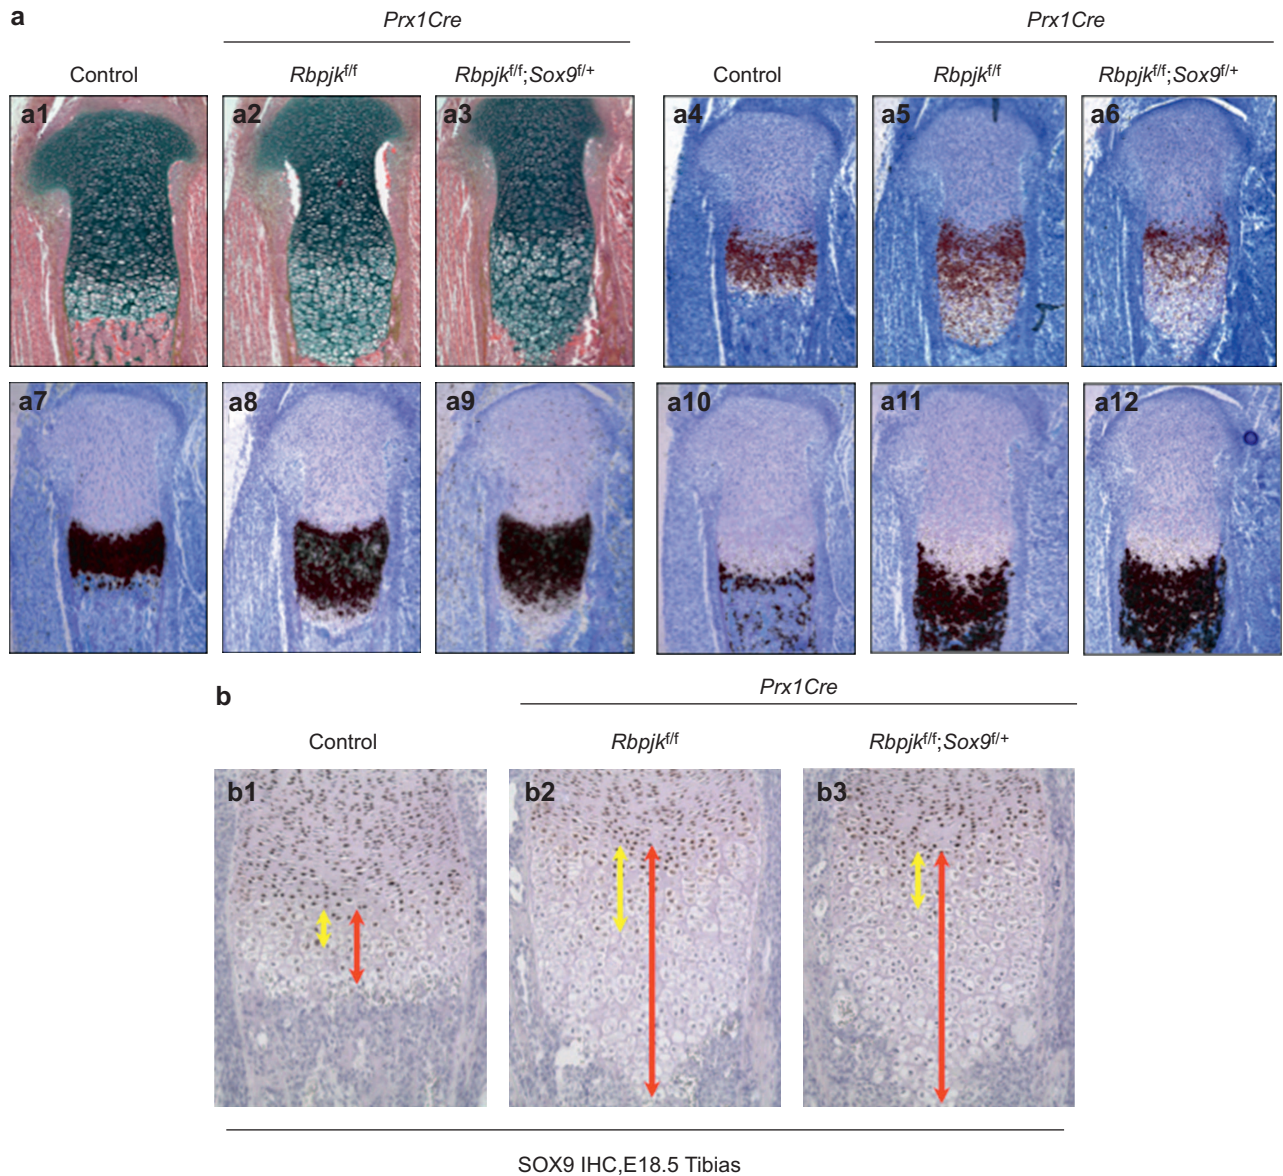 a
Prx1Cre
Prx1Cre
Control
Rbpjkf/f
Rbpjkf/f;Sox9f/+
Control
Rbpjkf/f
Rbpjkf/f;Sox9f/+
a1
a2
a3
a4
a5
a6
a7
a8
a9
a10
a11
a12
b
Prx1Cre
Control
Rbpjkf/f
Rbpjkf/f;Sox9f/+
b1
b2
b3
SOX9 IHC,E18.5 Tibias